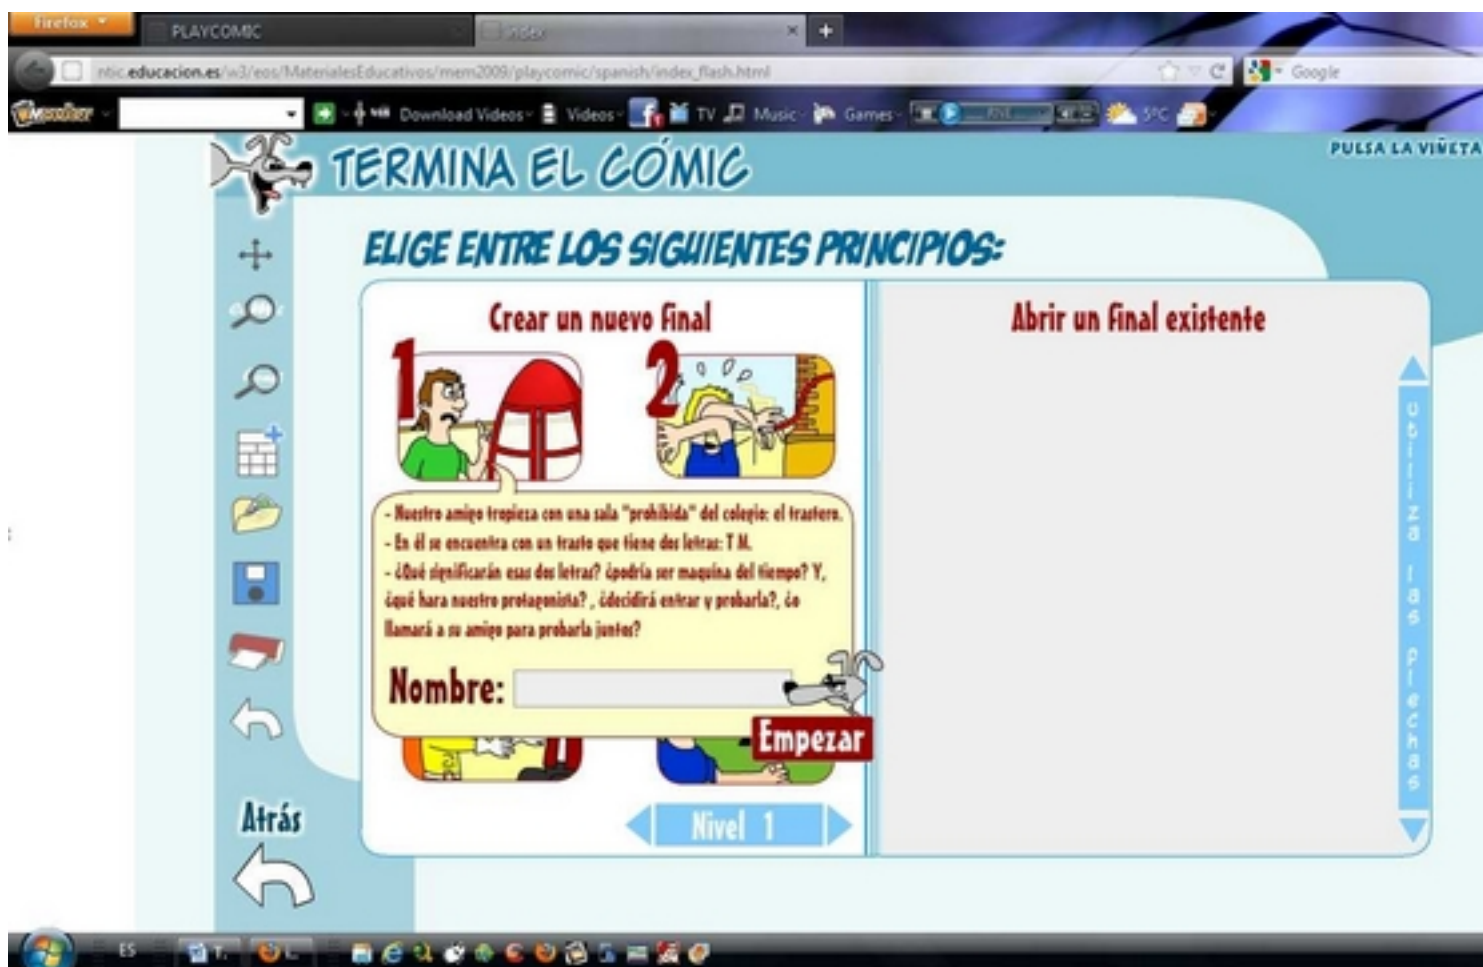 Firefox
PLAYCOMIC
index
ntic.educacion.es/w3/eos/MaterialesEducativos/mem2009/playcomic/spanish/index_flash.html
Google
Download Videos
Videos
TV
Music
Games
5°C
TERMINA EL CÓMIC
PULSA LA VIÑETA
ELIGE ENTRE LOS SIGUIENTES PRINCIPIOS:
Crear un nuevo final
Abrir un final existente
1
2
- Nuestro amigo tropieza con una sala "prohibida" del colegio: el trastero.
- En él se encuentra con un trasto que tiene dos letras: T M.
- ¿Qué significarán esas dos letras? ¿podría ser maquina del tiempo? Y,
¿qué hara nuestro protagonista? , ¿decidirá entrar y probarla?, ¿o
llamará a su amigo para probarla juntos?
Nombre:
Empezar
Nivel 1
Utiliza las flechas
Atrás
ES
T.